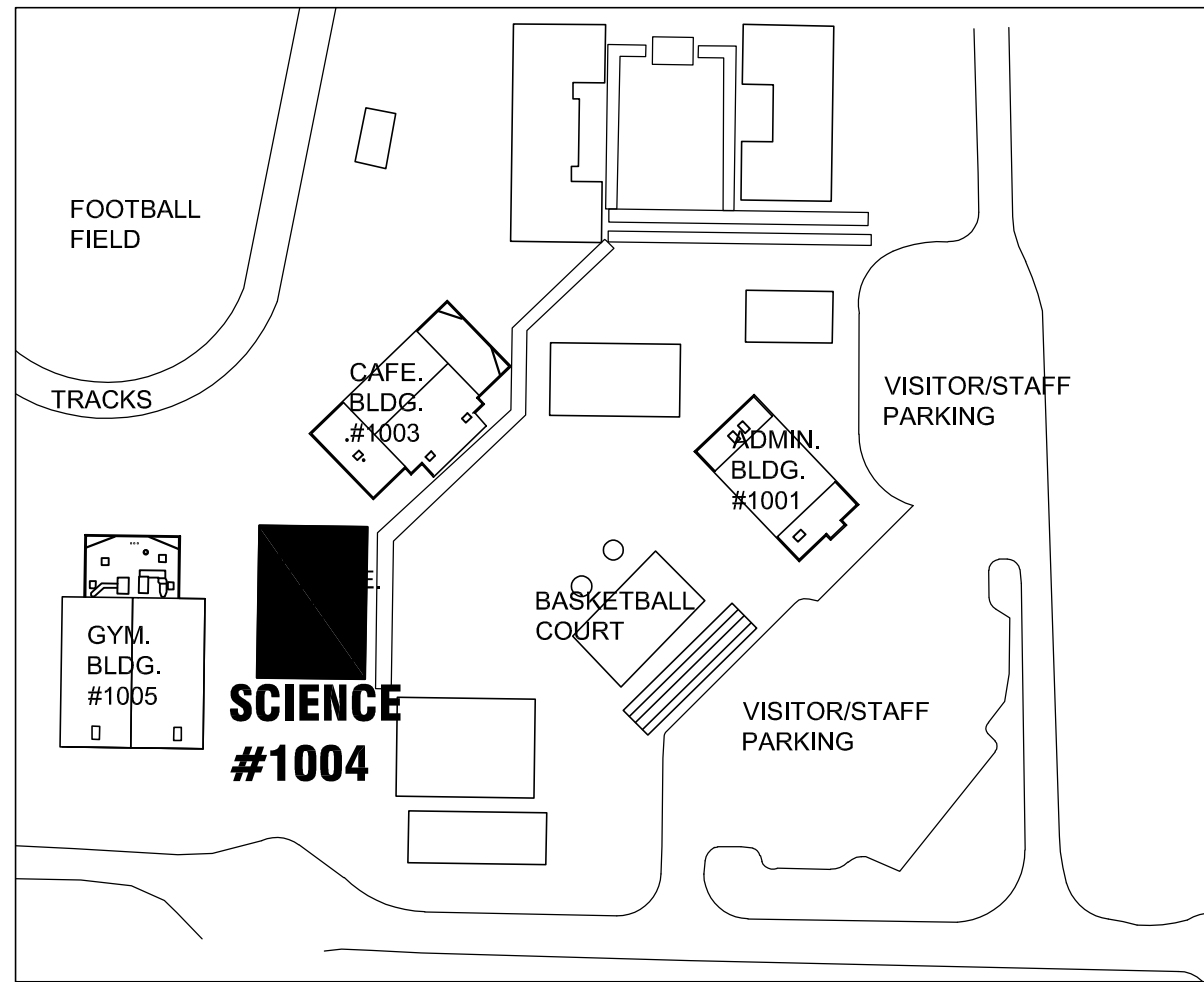 FOOTBALL
FIELD
TRACKS
CAFE.
BLDG.
#1003
VISITOR/STAFF
PARKING
ADMIN.
BLDG.
#1001
BASKETBALL
COURT
GYM.
BLDG.
#1005
E.
SCIENCE
#1004
VISITOR/STAFF
PARKING